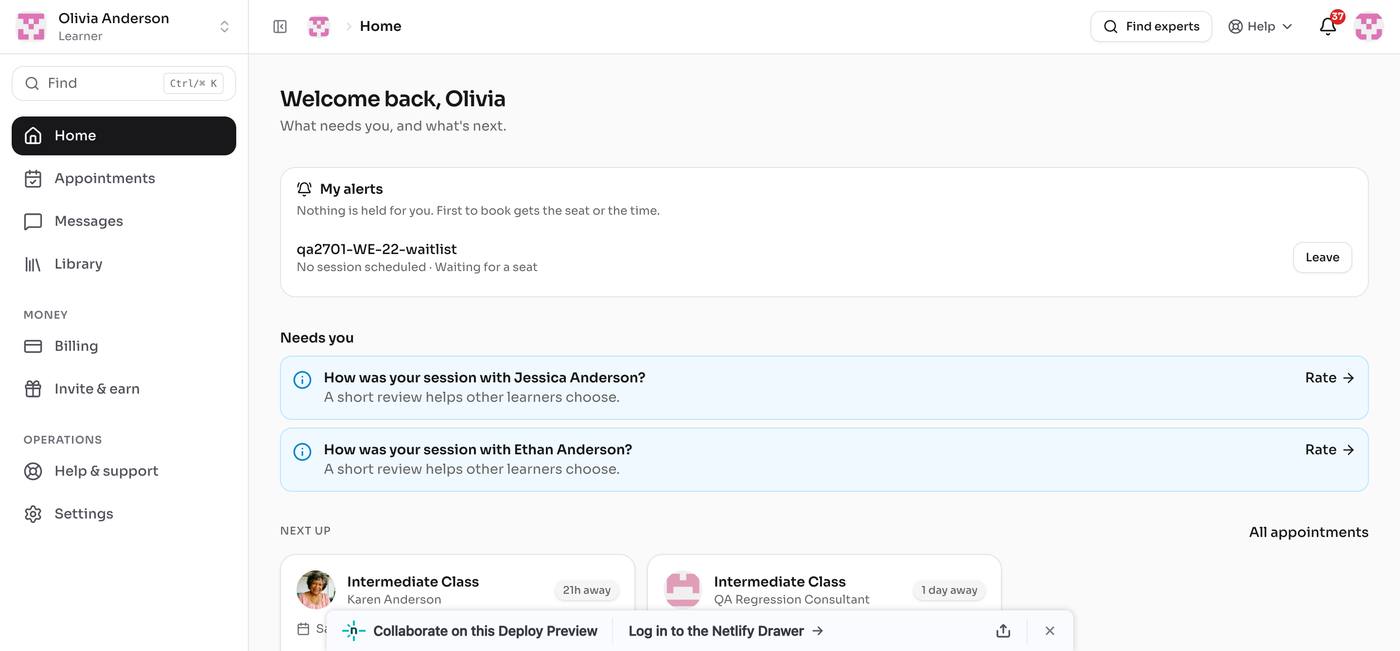 Olivia Anderson
Learner
Home
Find experts
Help
37
Find
Ctrl/⌘ K
Home
Appointments
Messages
Library
MONEY
Billing
Invite & earn
OPERATIONS
Help & support
Settings
Welcome back, Olivia
What needs you, and what's next.
My alerts
Nothing is held for you. First to book gets the seat or the time.
qa2701-WE-22-waitlist
No session scheduled · Waiting for a seat
Leave
Needs you
How was your session with Jessica Anderson?
Rate →
A short review helps other learners choose.
How was your session with Ethan Anderson?
Rate →
A short review helps other learners choose.
NEXT UP
All appointments
Intermediate Class
Karen Anderson
21h away
Intermediate Class
QA Regression Consultant
1 day away
n
Collaborate on this Deploy Preview
Log in to the Netlify Drawer →